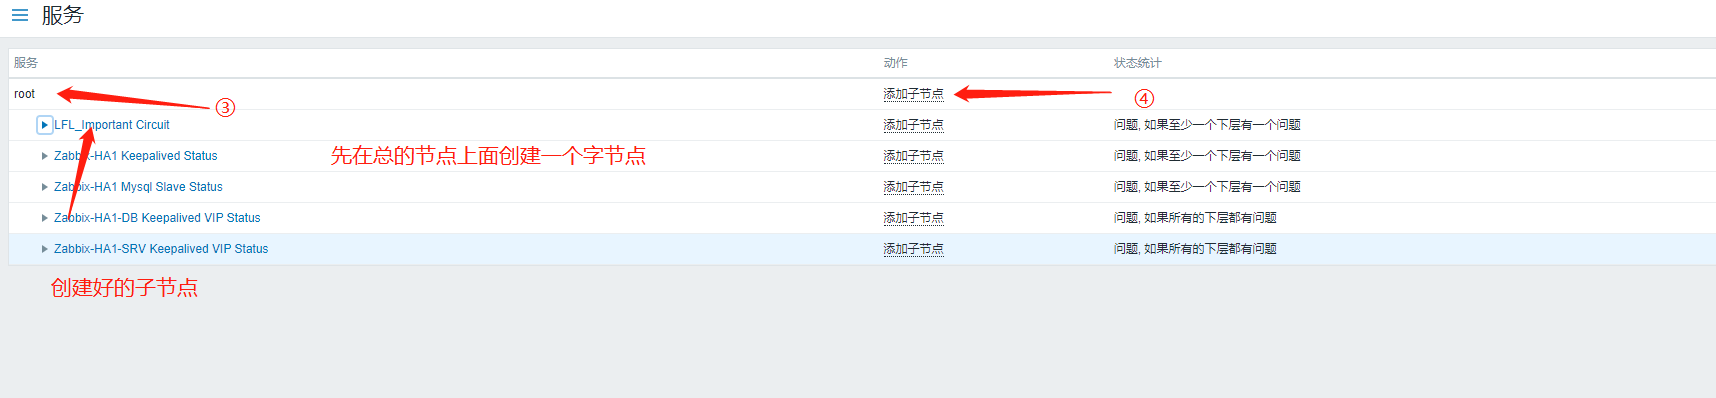 服务
服务 动作 状态统计
root 添加子节点
③ ④
LFL_Important Circuit 添加子节点 问题, 如果至少一个下层有一个问题
Zabbix-HA1 Keepalived Status 添加子节点 问题, 如果至少一个下层有一个问题
先在总的节点上面创建一个字节点
Zabbix-HA1 Mysql Slave Status 添加子节点 问题, 如果至少一个下层有一个问题
Zabbix-HA1-DB Keepalived VIP Status 添加子节点 问题, 如果所有的下层都有问题
Zabbix-HA1-SRV Keepalived VIP Status 添加子节点 问题, 如果所有的下层都有问题
创建好的子节点